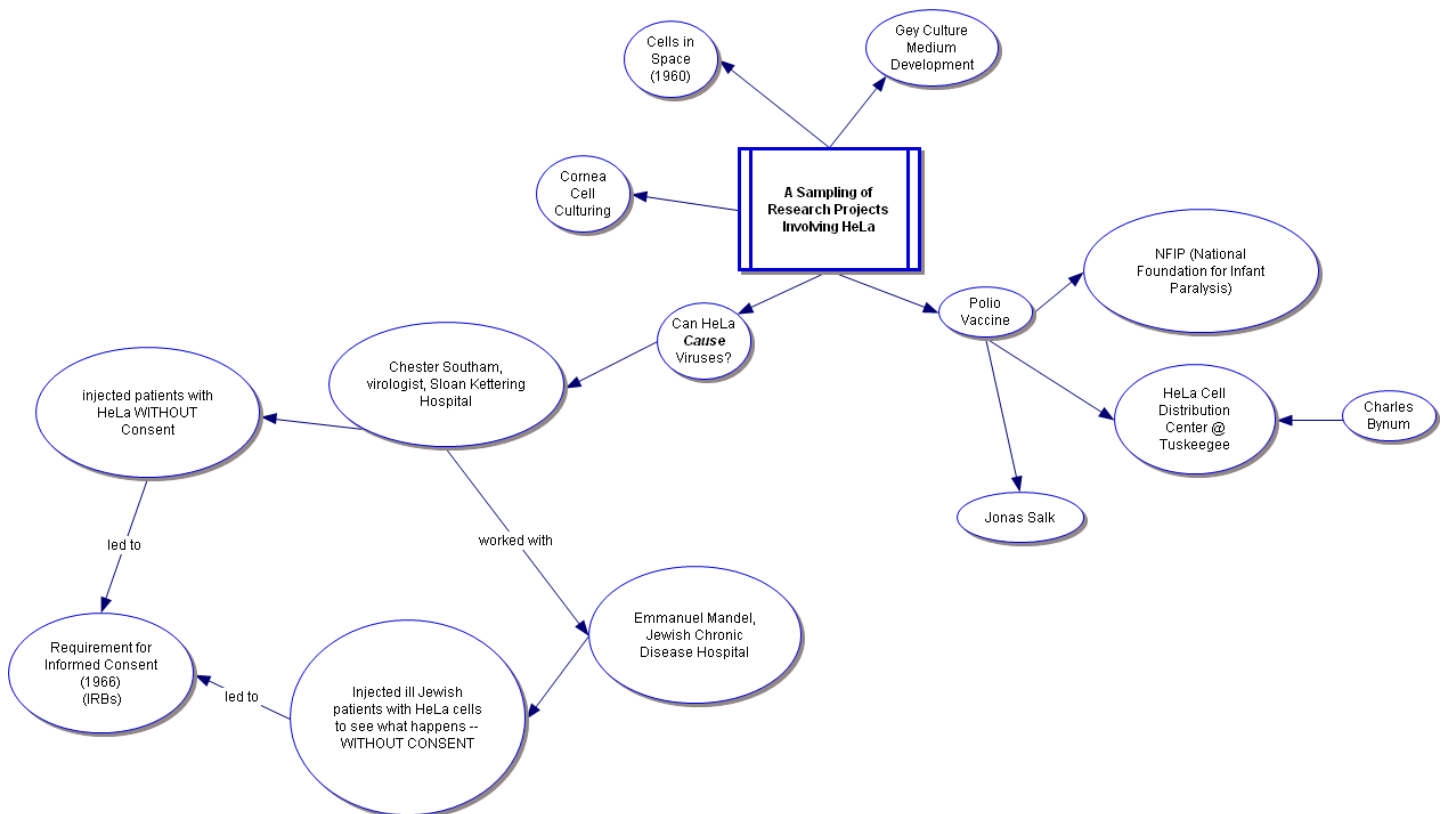 Cells in
Space
(1960)
Gey Culture
Medium
Development
Cornea
Cell
Culturing
A Sampling of
Research Projects
Involving HeLa
NFIP (National
Foundation for Infant
Paralysis)
Polio
Vaccine
Can HeLa
Cause
Viruses?
Chester Southam,
virologist, Sloan Kettering
Hospital
injected patients with
HeLa WITHOUT
Consent
HeLa Cell
Distribution
Center @
Tuskeegee
Charles
Bynum
Jonas Salk
led to
worked with
Emmanuel Mandel,
Jewish Chronic
Disease Hospital
Requirement for
Informed Consent
(1966)
(IRBs)
led to
Injected ill Jewish
patients with HeLa cells
to see what happens --
WITHOUT CONSENT